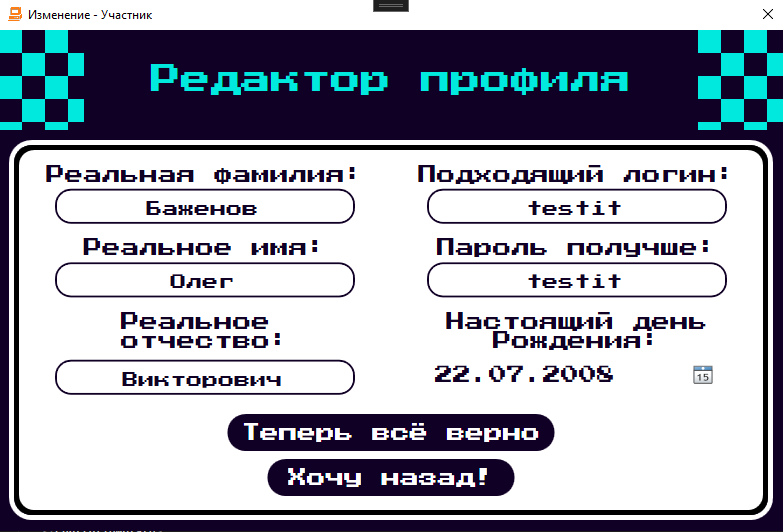 Изменение - Участник
Редактор профиля
Реальная фамилия:
Баженов
Реальное имя:
Олег
Реальное
отчество:
Викторович
Подходящий логин:
testit
Пароль получше:
testit
Настоящий день
Рождения:
22.07.2008
15
Теперь всё верно
Хочу назад!